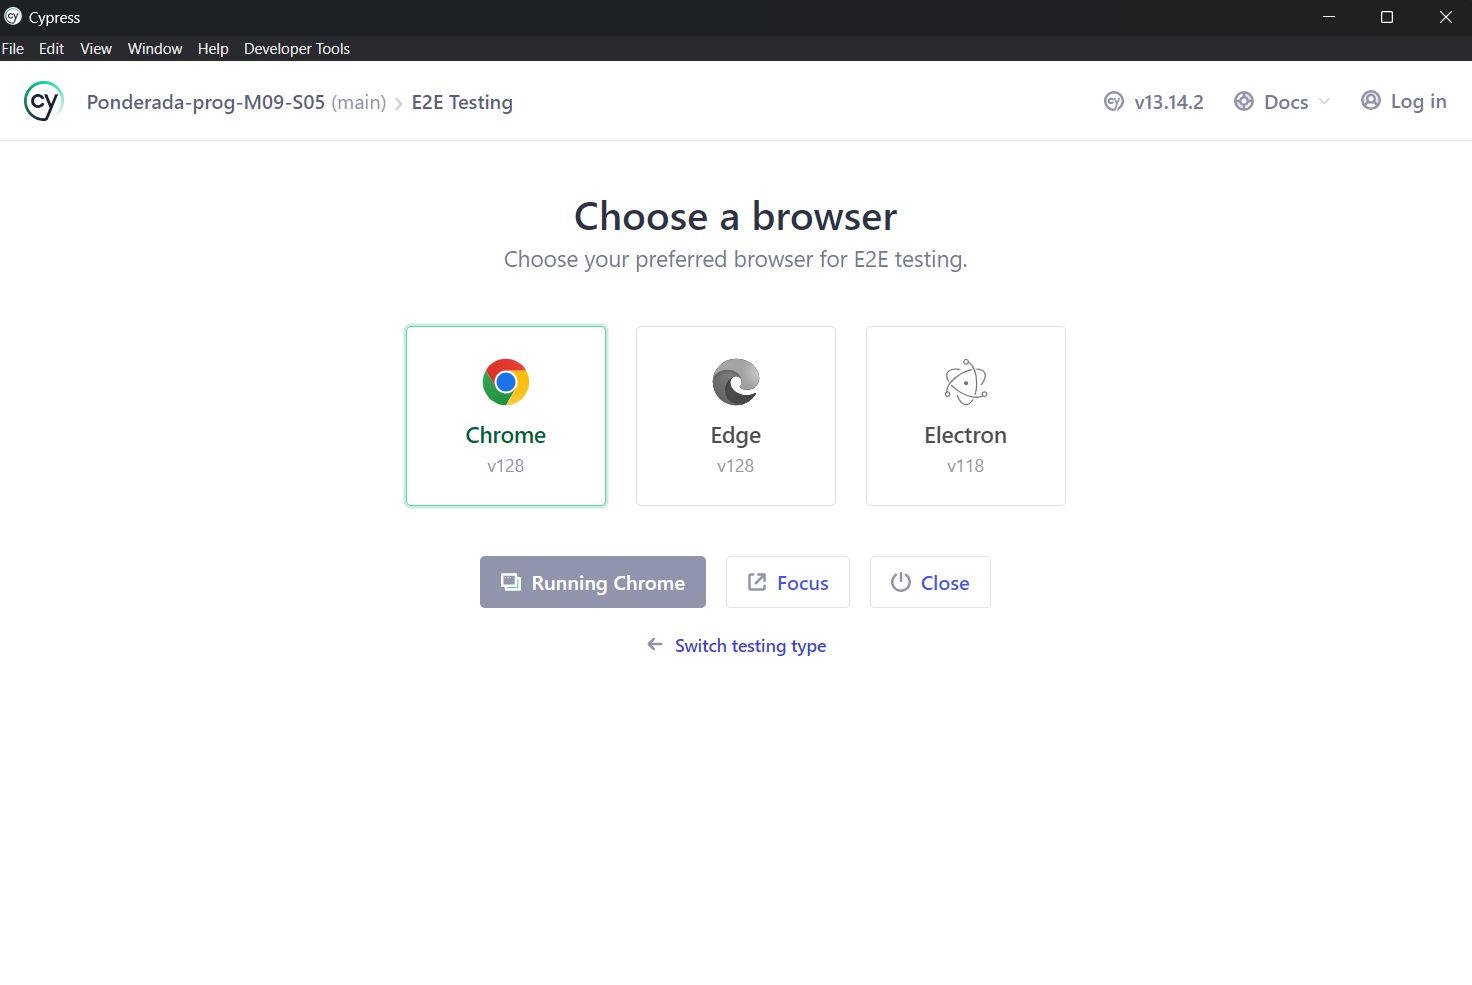 cy Cypress
File Edit View Window Help Developer Tools
cy Ponderada-prog-M09-S05 (main) E2E Testing cy v13.14.2 Docs Log in
Choose a browser
Choose your preferred browser for E2E testing.
Chrome Edge Electron
v128 v128 v118
Running Chrome Focus Close
Switch testing type